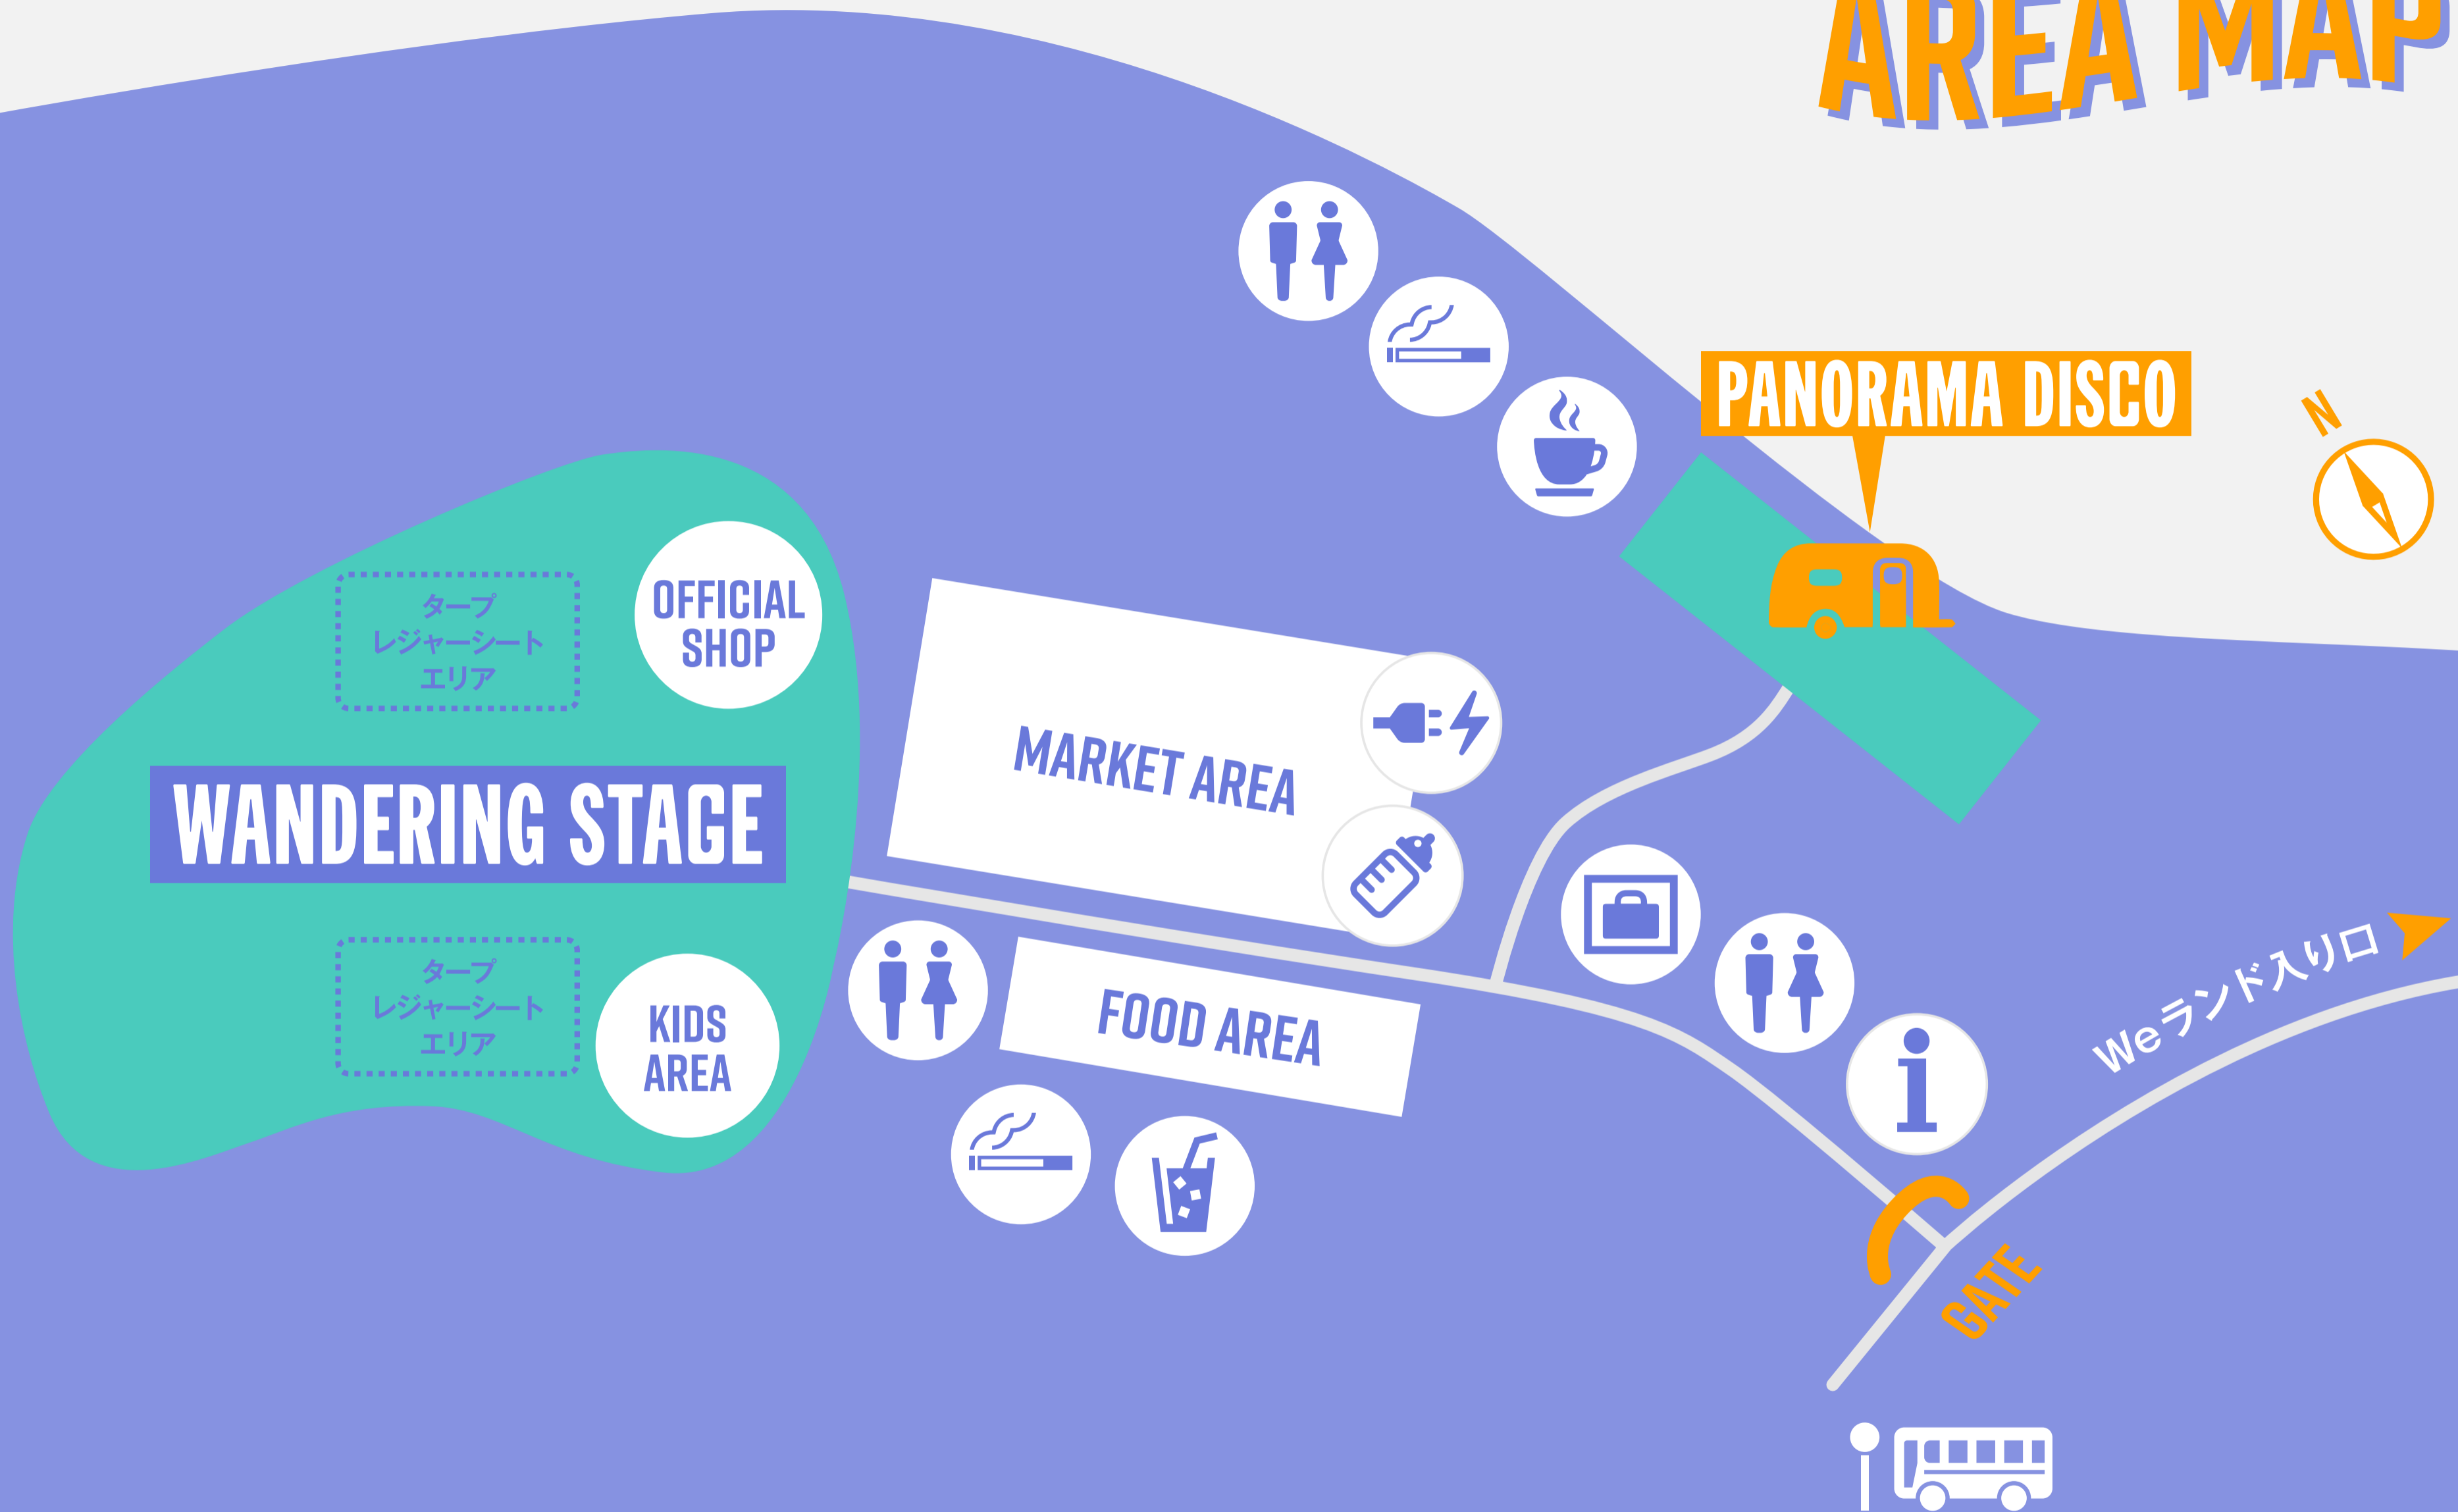 AREA MAP
PANORAMA DISCO
N
OFFICIAL
SHOP
タープ
レジャーシート
エリア
MARKET AREA
WANDERING STAGE
タープ
レジャーシート
エリア
KIDS
AREA
FOOD AREA
i
Weランド入り口
GATE